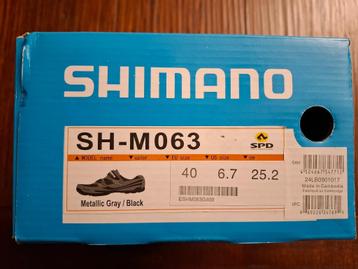 SHIMANO
SH-M063
SPD
MODEL name
color
EU size
US size
cm
40
6.7
25.2
Metallic Gray / Black
24LB0901017
Made in Cambodia